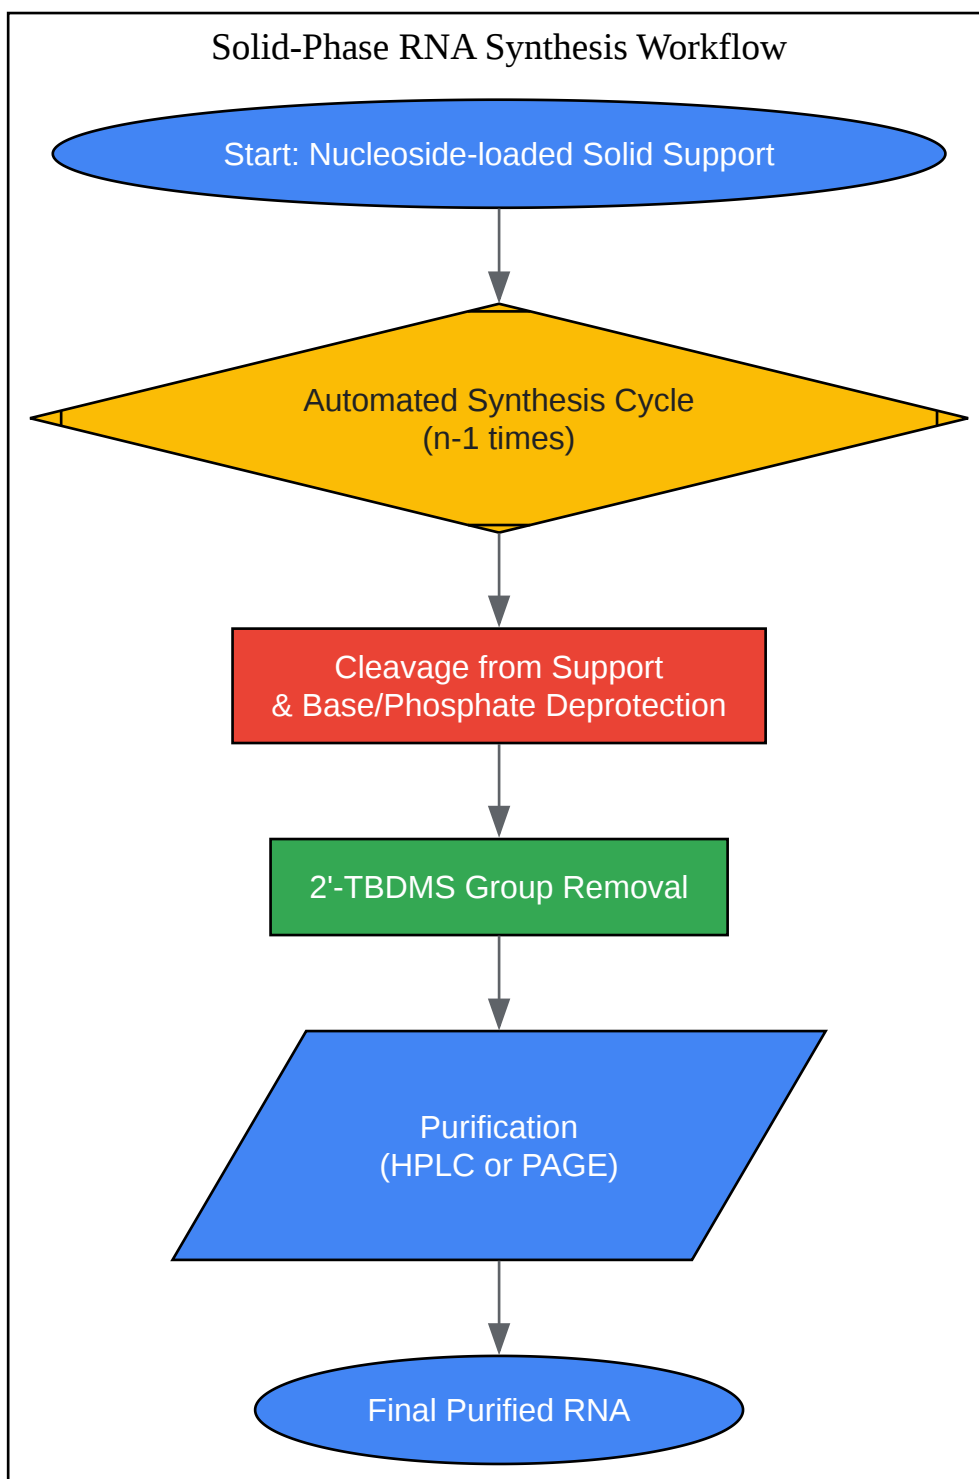 Solid-Phase RNA Synthesis Workflow
Start: Nucleoside-loaded Solid Support
Automated Synthesis Cycle
(n-1 times)
Cleavage from Support
& Base/Phosphate Deprotection
2'-TBDMS Group Removal
Purification
(HPLC or PAGE)
Final Purified RNA